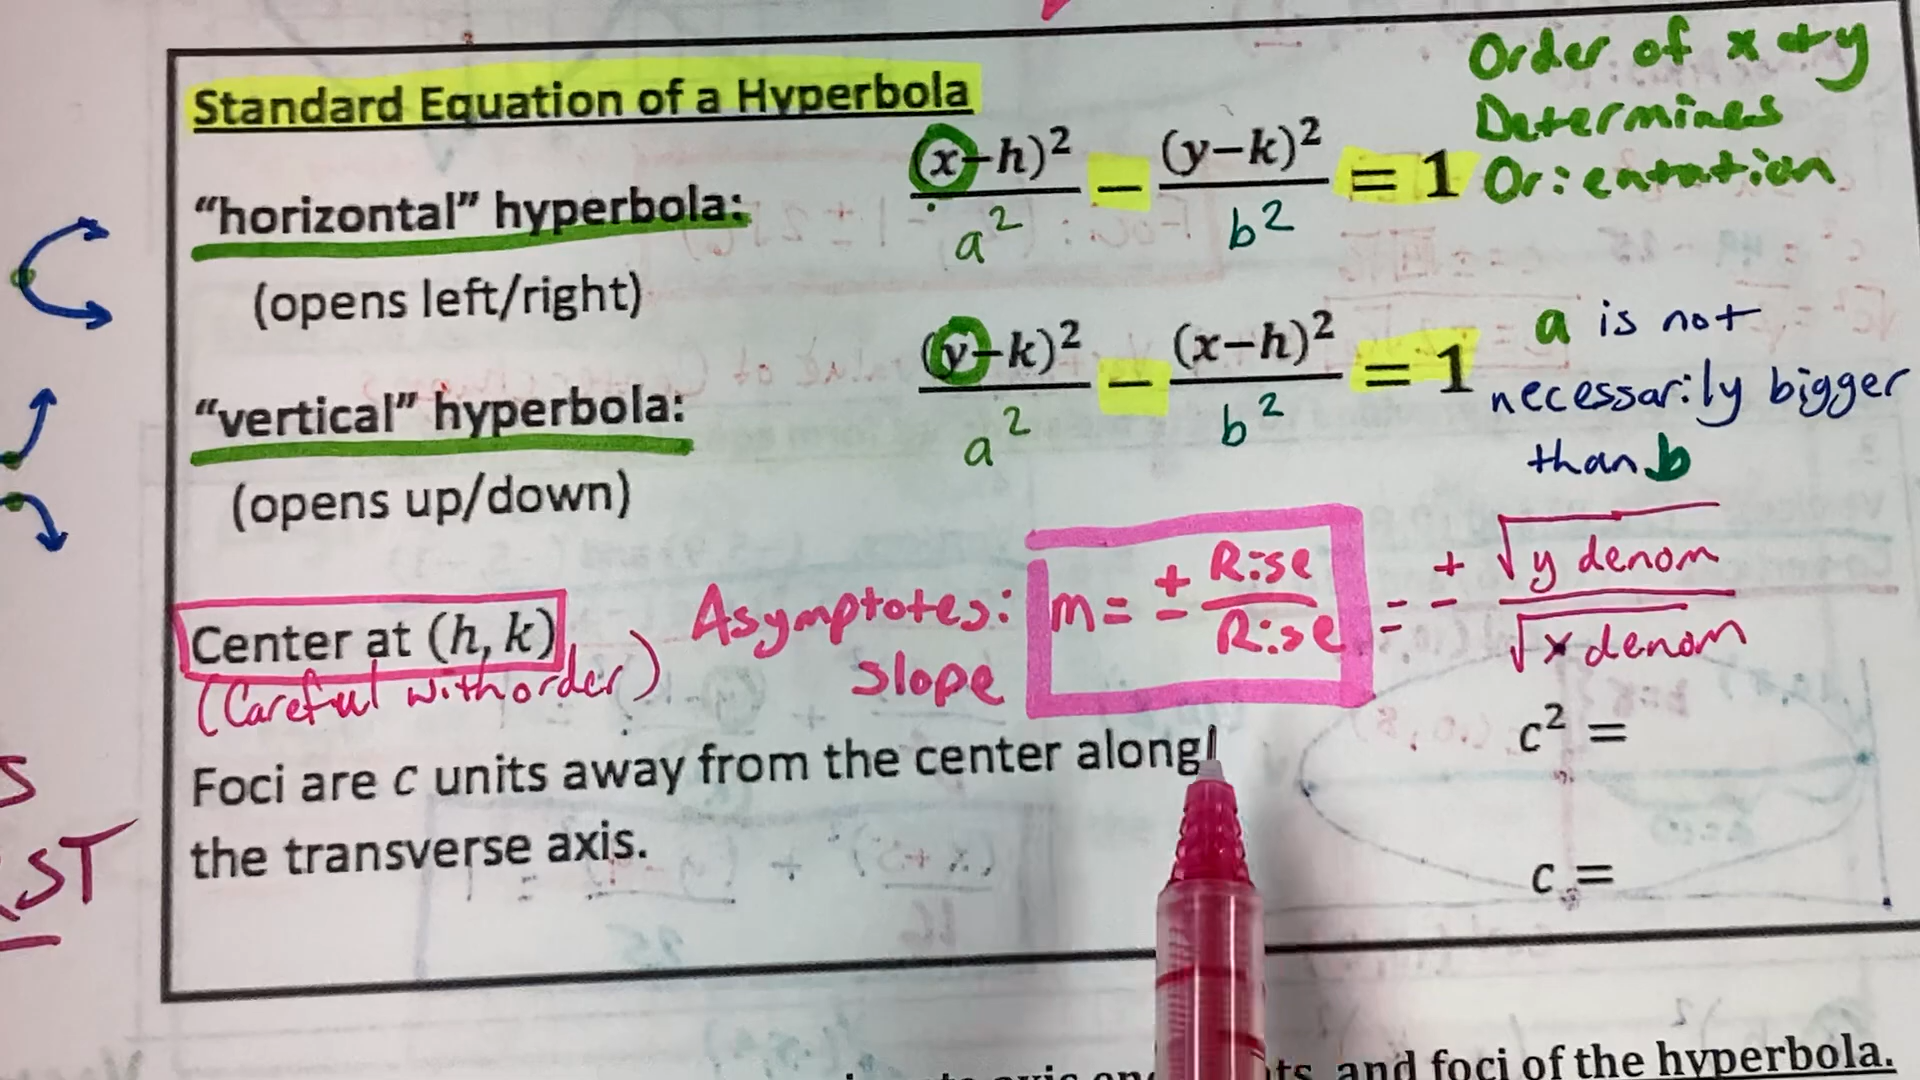 Standard Equation of a Hyperbola
Order of x + y
Determines
Orientation
"horizontal" hyperbola:
(x−h)² / a² − (y−k)² / b² = 1
(opens left/right)
"vertical" hyperbola:
(y−k)² / a² − (x−h)² / b² = 1
a is not
necessarily bigger
than b
(opens up/down)
Center at (h, k)
(Careful with order)
Asymptotes:
slope
m = ± Rise / Rise = ± √y denom / √x denom
Foci are c units away from the center along
the transverse axis.
c² =
c =
ST
and foci of the hyperbola.